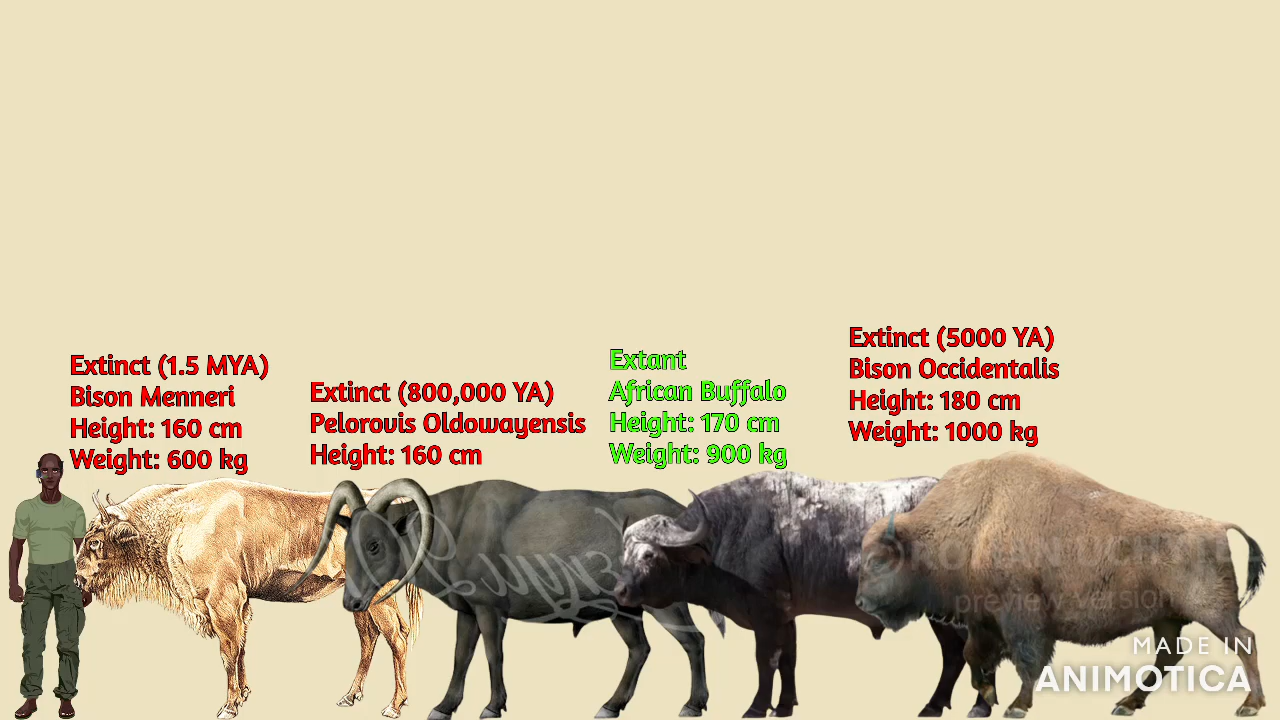 Extinct (1.5 MYA)
Bison Menneri
Height: 160 cm
Weight: 600 kg
Extinct (800,000 YA)
Pelorovis Oldowayensis
Height: 160 cm
Extant
African Buffalo
Height: 170 cm
Weight: 900 kg
Extinct (5000 YA)
Bison Occidentalis
Height: 180 cm
Weight: 1000 kg
preview version
MADE IN
ANIMOTICA